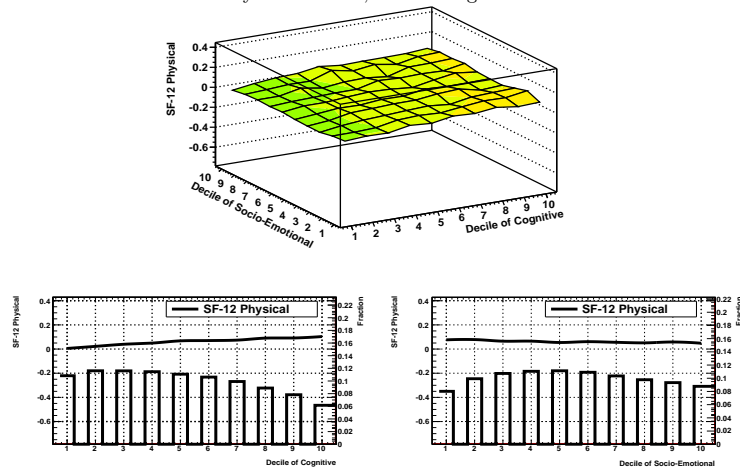 0.4
0.2
0
-0.2
-0.4
-0.6
SF-12 Physical
10 9 8 7 6 5 4 3 2 1
Decile of Socio-Emotional
1 2 3 4 5 6 7 8 9 10
Decile of Cognitive
SF-12 Physical
0.4
0.2
0
-0.2
-0.4
-0.6
SF-12 Physical
0.22
0.2
0.18
0.16
0.14
0.12
0.1
0.08
0.06
0.04
0.02
0
Fraction
1 2 3 4 5 6 7 8 9 10
Decile of Cognitive
SF-12 Physical
0.4
0.2
0
-0.2
-0.4
-0.6
SF-12 Physical
0.22
0.2
0.18
0.16
0.14
0.12
0.1
0.08
0.06
0.04
0.02
0
Fraction
1 2 3 4 5 6 7 8 9 10
Decile of Socio-Emotional